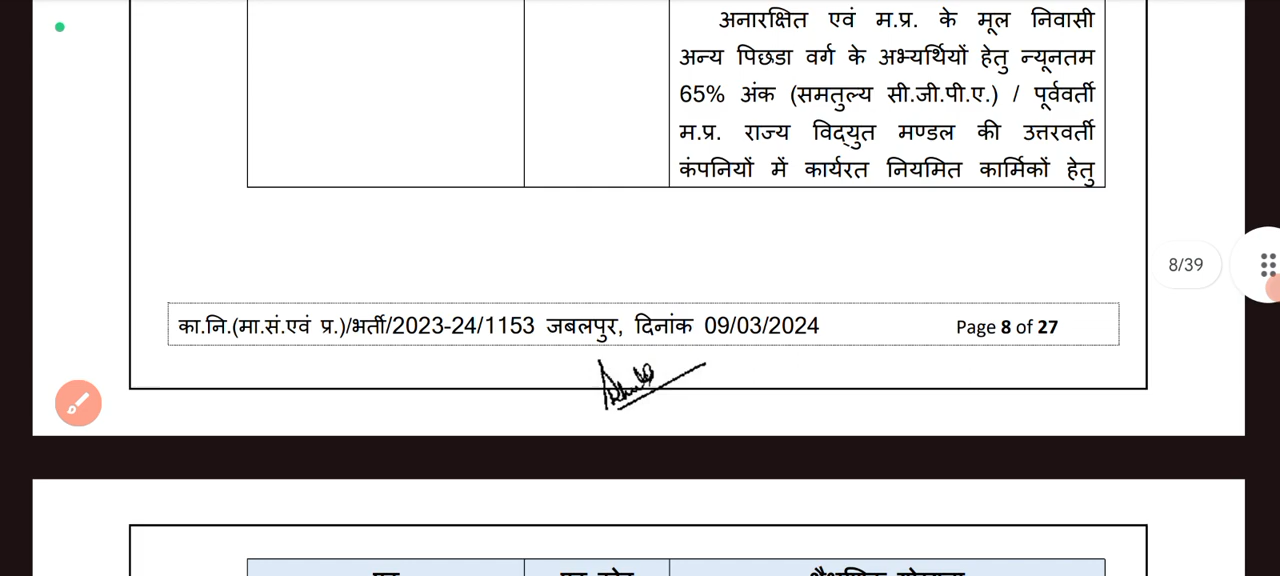 अनारक्षित एवं म.प्र. के मूल निवासी
अन्य पिछडा वर्ग के अभ्यर्थियों हेतु न्यूनतम
65% अंक (समतुल्य सी.जी.पी.ए.) / पूर्ववर्ती
म.प्र. राज्य विद्युत मण्डल की उत्तरवर्ती
कंपनियों में कार्यरत नियमित कार्मिकों हेतु
8/39
का.नि.(मा.सं.एवं प्र.)/भर्ती/2023-24/1153 जबलपुर, दिनांक 09/03/2024 Page 8 of 27